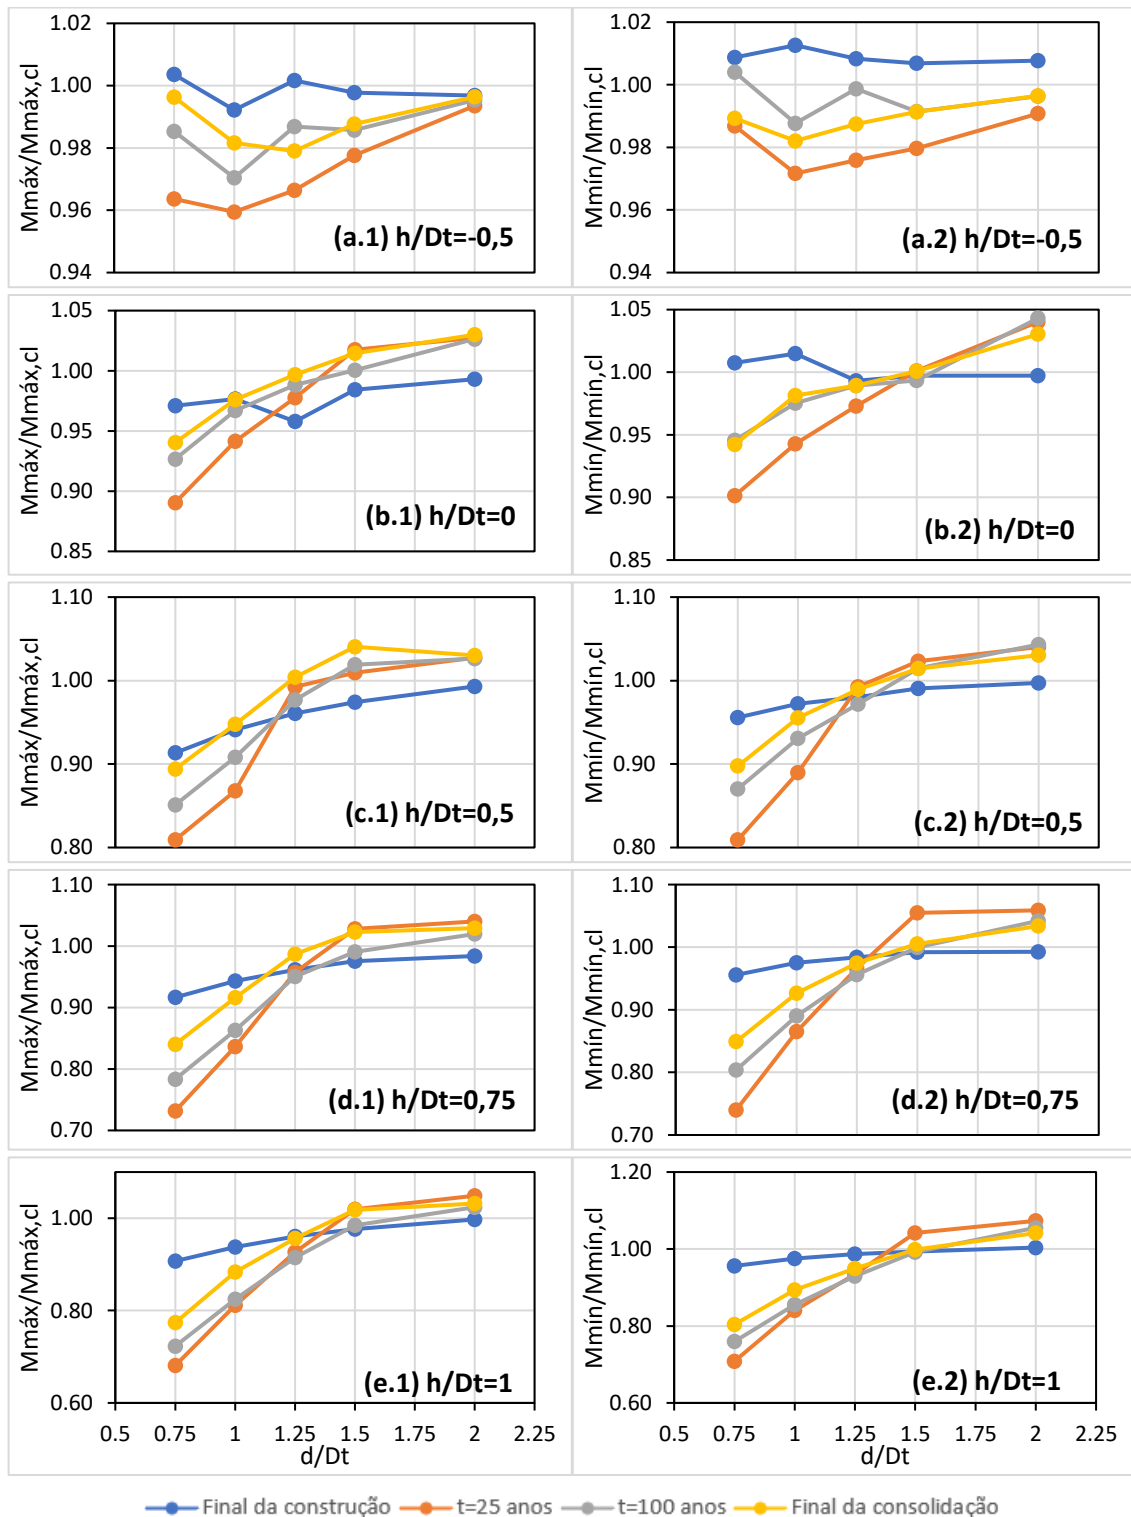 Mmáx/Mmáx,cl
1.02
1.00
0.98
0.96
0.94
(a.1) h/Dt=-0,5
Mmín/Mmín,cl
1.02
1.00
0.98
0.96
0.94
(a.2) h/Dt=-0,5
Mmáx/Mmáx,cl
1.05
1.00
0.95
0.90
0.85
(b.1) h/Dt=0
Mmín/Mmín,cl
1.05
1.00
0.95
0.90
0.85
(b.2) h/Dt=0
Mmáx/Mmáx,cl
1.10
1.00
0.90
0.80
(c.1) h/Dt=0,5
Mmín/Mmín,cl
1.10
1.00
0.90
0.80
(c.2) h/Dt=0,5
Mmáx/Mmáx,cl
1.10
1.00
0.90
0.80
0.70
(d.1) h/Dt=0,75
Mmín/Mmín,cl
1.10
1.00
0.90
0.80
0.70
(d.2) h/Dt=0,75
Mmáx/Mmáx,cl
1.00
0.80
0.60
(e.1) h/Dt=1
0.5 0.75 1 1.25 1.5 1.75 2 2.25
d/Dt
Mmín/Mmín,cl
1.20
1.00
0.80
0.60
(e.2) h/Dt=1
0.5 0.75 1 1.25 1.5 1.75 2 2.25
d/Dt
Final da construção t=25 anos t=100 anos Final da consolidação